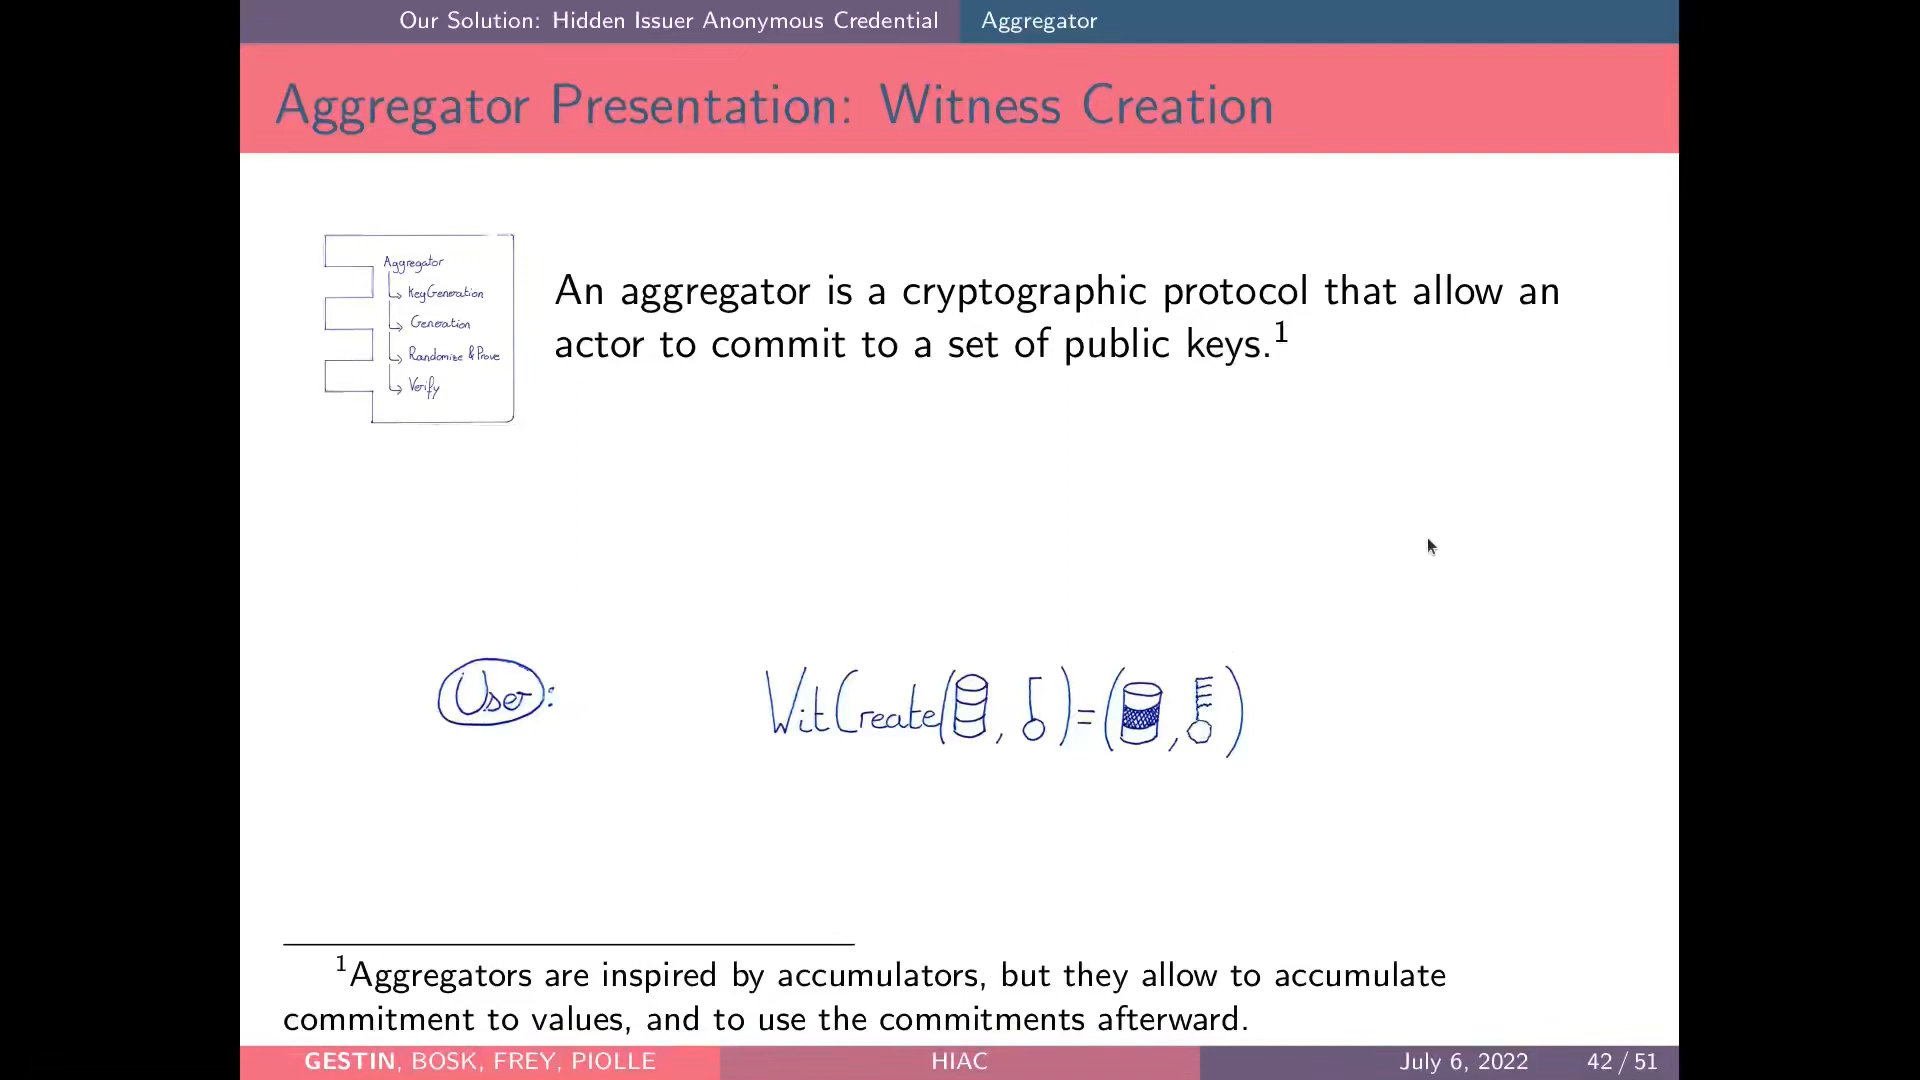 Our Solution: Hidden Issuer Anonymous Credential Aggregator
Aggregator Presentation: Witness Creation
Aggregator
KeyGeneration
Generation
Randomize & Prove
Verify
An aggregator is a cryptographic protocol that allow an
actor to commit to a set of public keys.¹
User:
WitCreate( , ) = ( , )
¹Aggregators are inspired by accumulators, but they allow to accumulate
commitment to values, and to use the commitments afterward.
GESTIN, BOSK, FREY, PIOLLE HIAC July 6, 2022 42 / 51